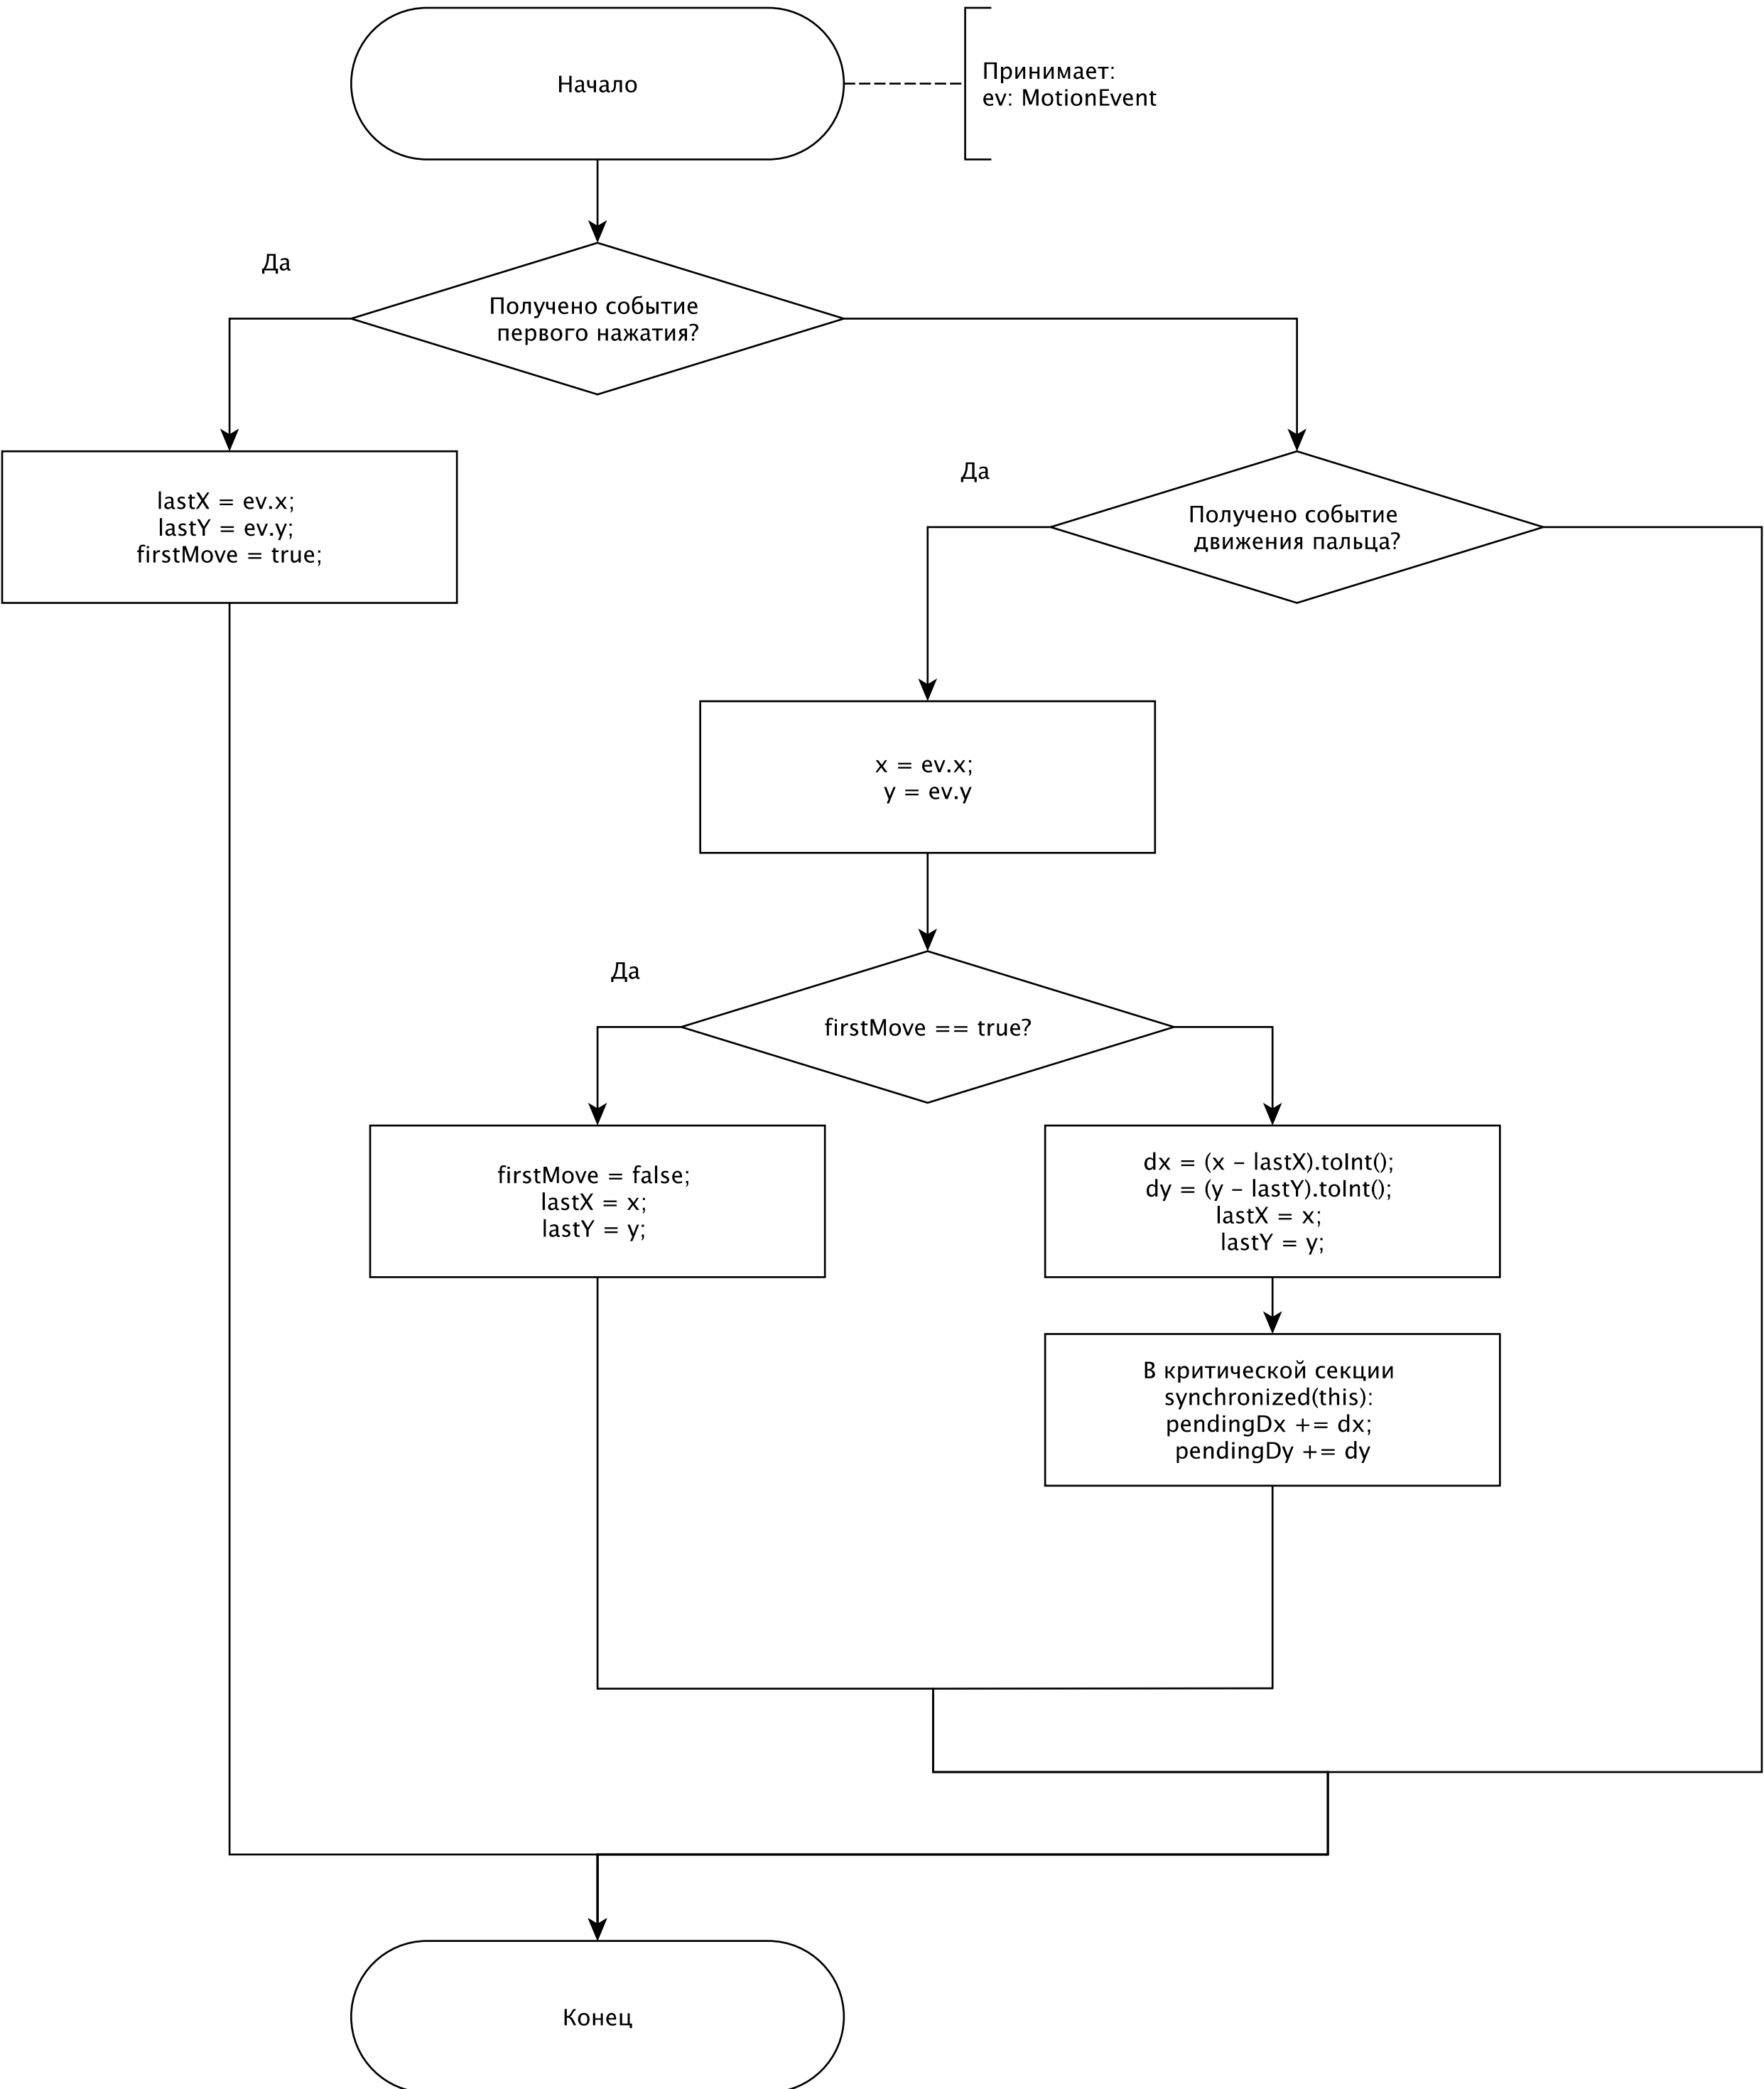 Начало
Принимает:
ev: MotionEvent
Да
Получено событие
первого нажатия?
lastX = ev.x;
lastY = ev.y;
firstMove = true;
Да
Получено событие
движения пальца?
x = ev.x;
y = ev.y
Да
firstMove == true?
firstMove = false;
lastX = x;
lastY = y;
dx = (x – lastX).toInt();
dy = (y – lastY).toInt();
lastX = x;
lastY = y;
В критической секции
synchronized(this):
pendingDx += dx;
pendingDy += dy
Конец